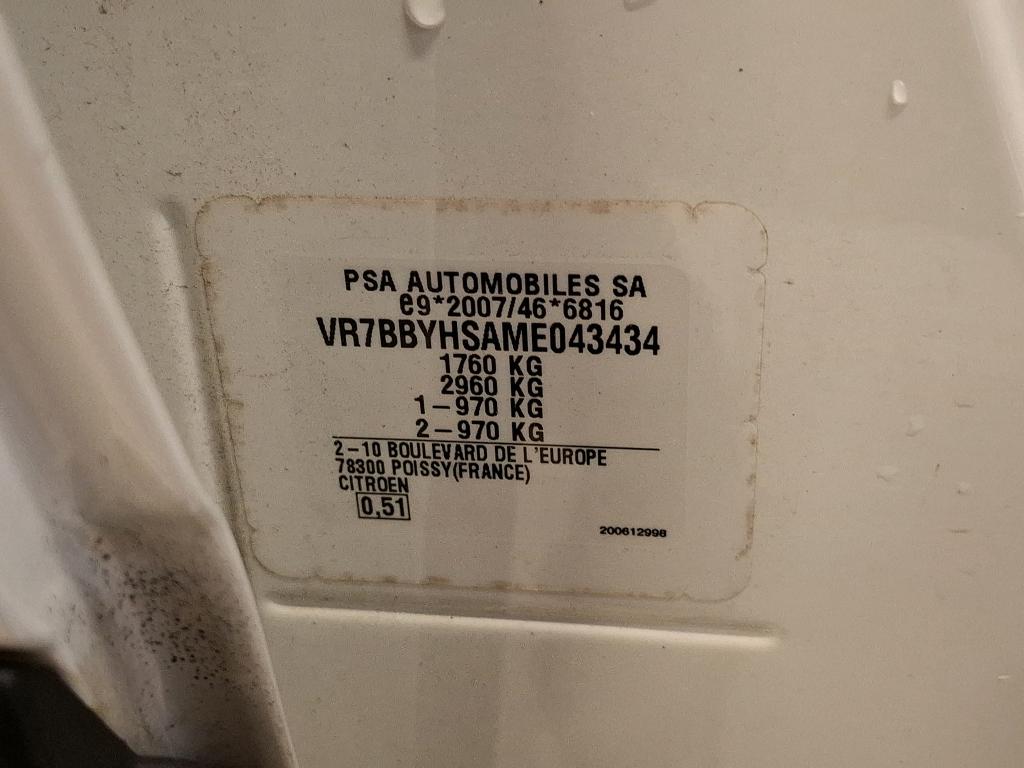 PSA AUTOMOBILES SA
e9*2007/46*6816
VR7BBYHSAME043434
1760 KG
2960 KG
1-970 KG
2-970 KG
2-10 BOULEVARD DE L'EUROPE
78300 POISSY(FRANCE)
CITROEN
0,51
200612998